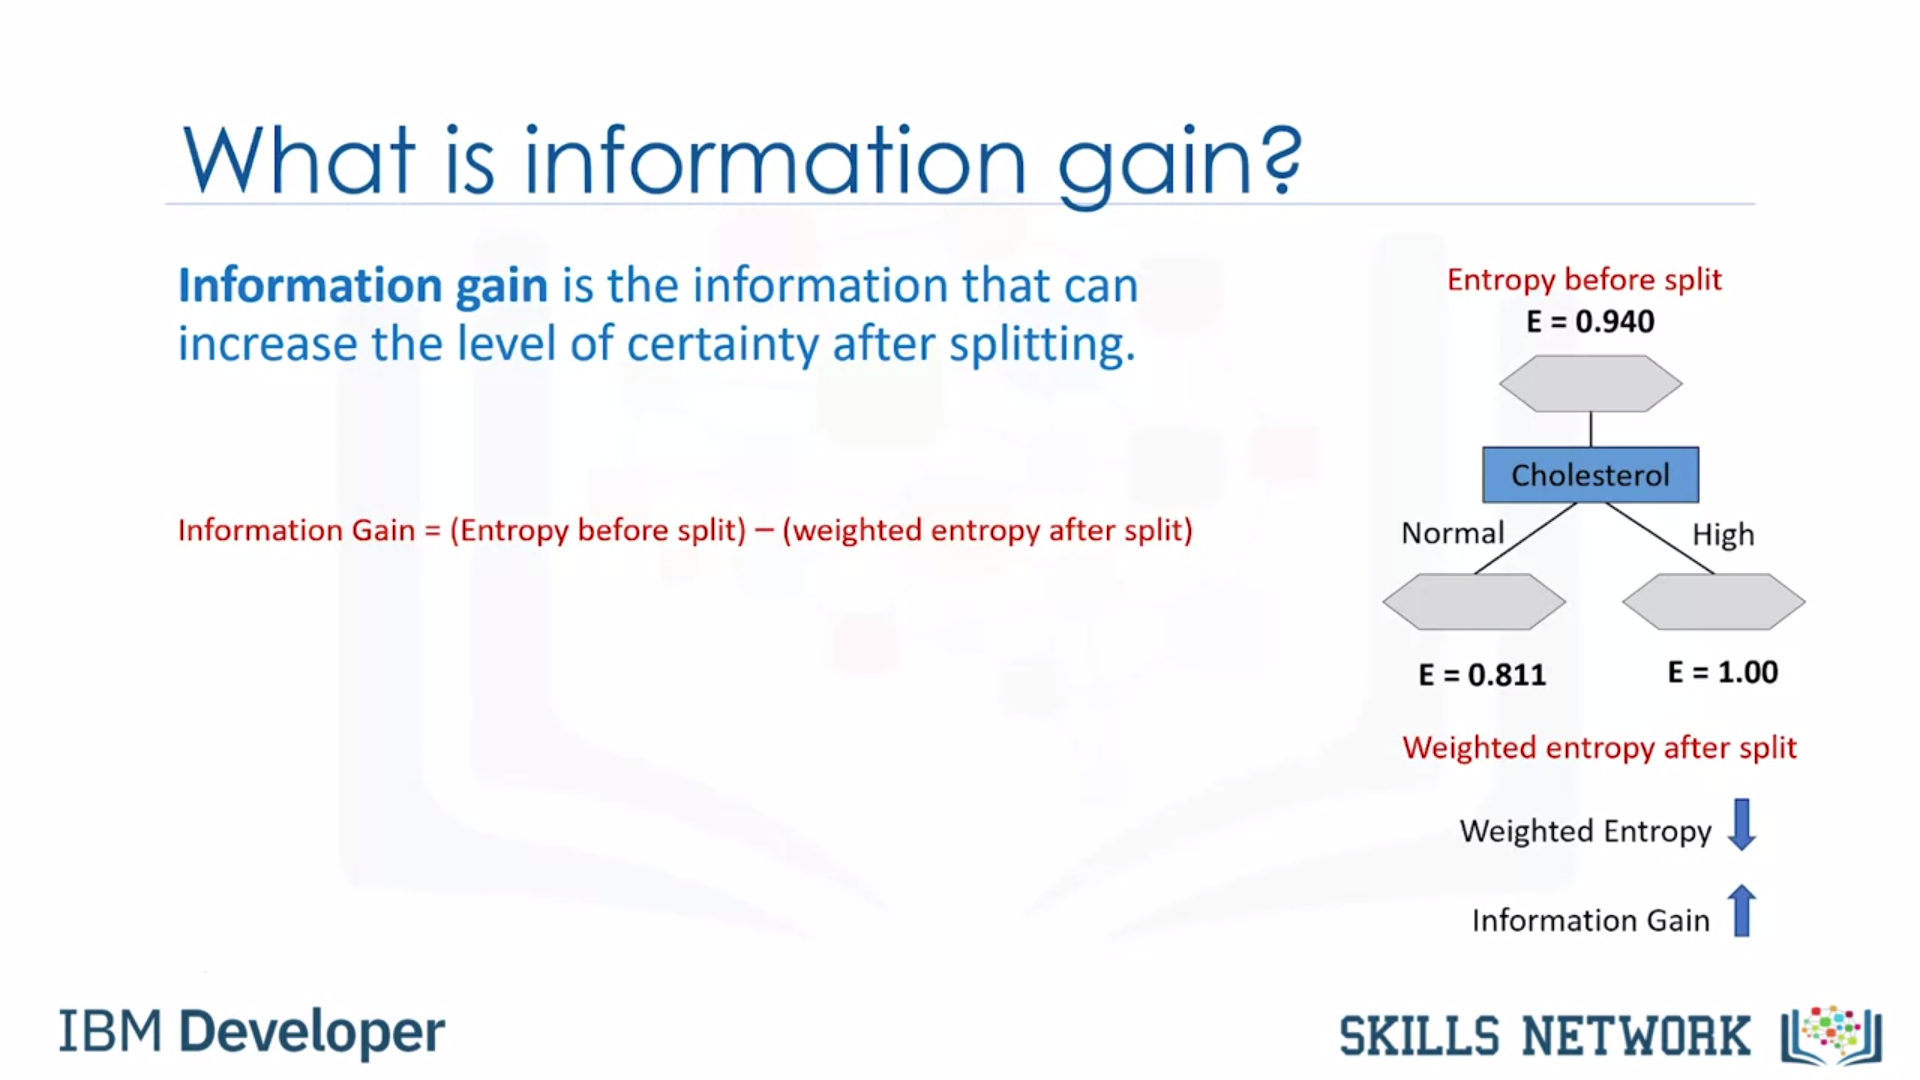 What is information gain?
Information gain is the information that can
increase the level of certainty after splitting.
Information Gain = (Entropy before split) – (weighted entropy after split)
Entropy before split
E = 0.940
Cholesterol
Normal
High
E = 0.811
E = 1.00
Weighted entropy after split
Weighted Entropy
Information Gain
IBM Developer
SKILLS NETWORK